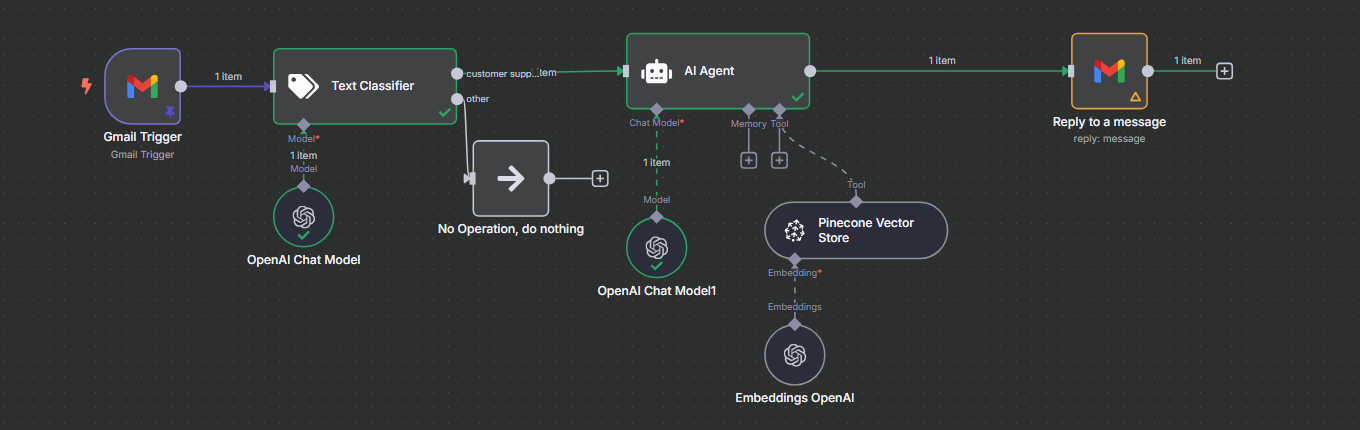 1 item
Text Classifier
customer supp...
item
other
AI Agent
1 item
Reply to a message
reply: message
1 item
Gmail Trigger
Gmail Trigger
Model*
1 item
Model
OpenAI Chat Model
No Operation, do nothing
Chat Model*
Memory
Tool
1 item
Model
OpenAI Chat Model1
Tool
Pinecone Vector
Store
Embedding*
Embeddings
Embeddings OpenAI